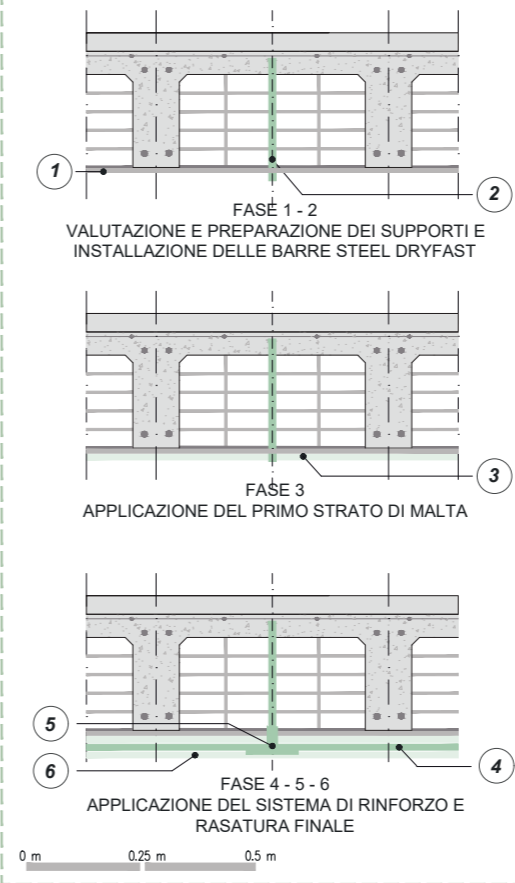 1
2
FASE 1 - 2
VALUTAZIONE E PREPARAZIONE DEI SUPPORTI E
INSTALLAZIONE DELLE BARRE STEEL DRYFAST
3
FASE 3
APPLICAZIONE DEL PRIMO STRATO DI MALTA
5
4
6
FASE 4 - 5 - 6
APPLICAZIONE DEL SISTEMA DI RINFORZO E
RASATURA FINALE
0 m 0.25 m 0.5 m